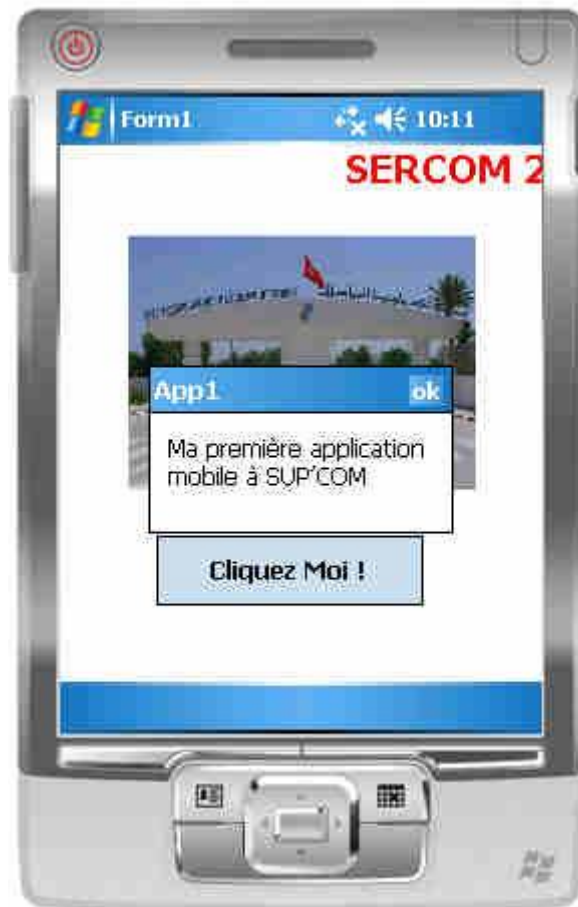 Form1
10:11
SERCOM 2
App1
ok
Ma première application
mobile à SUP'COM
Cliquez Moi !